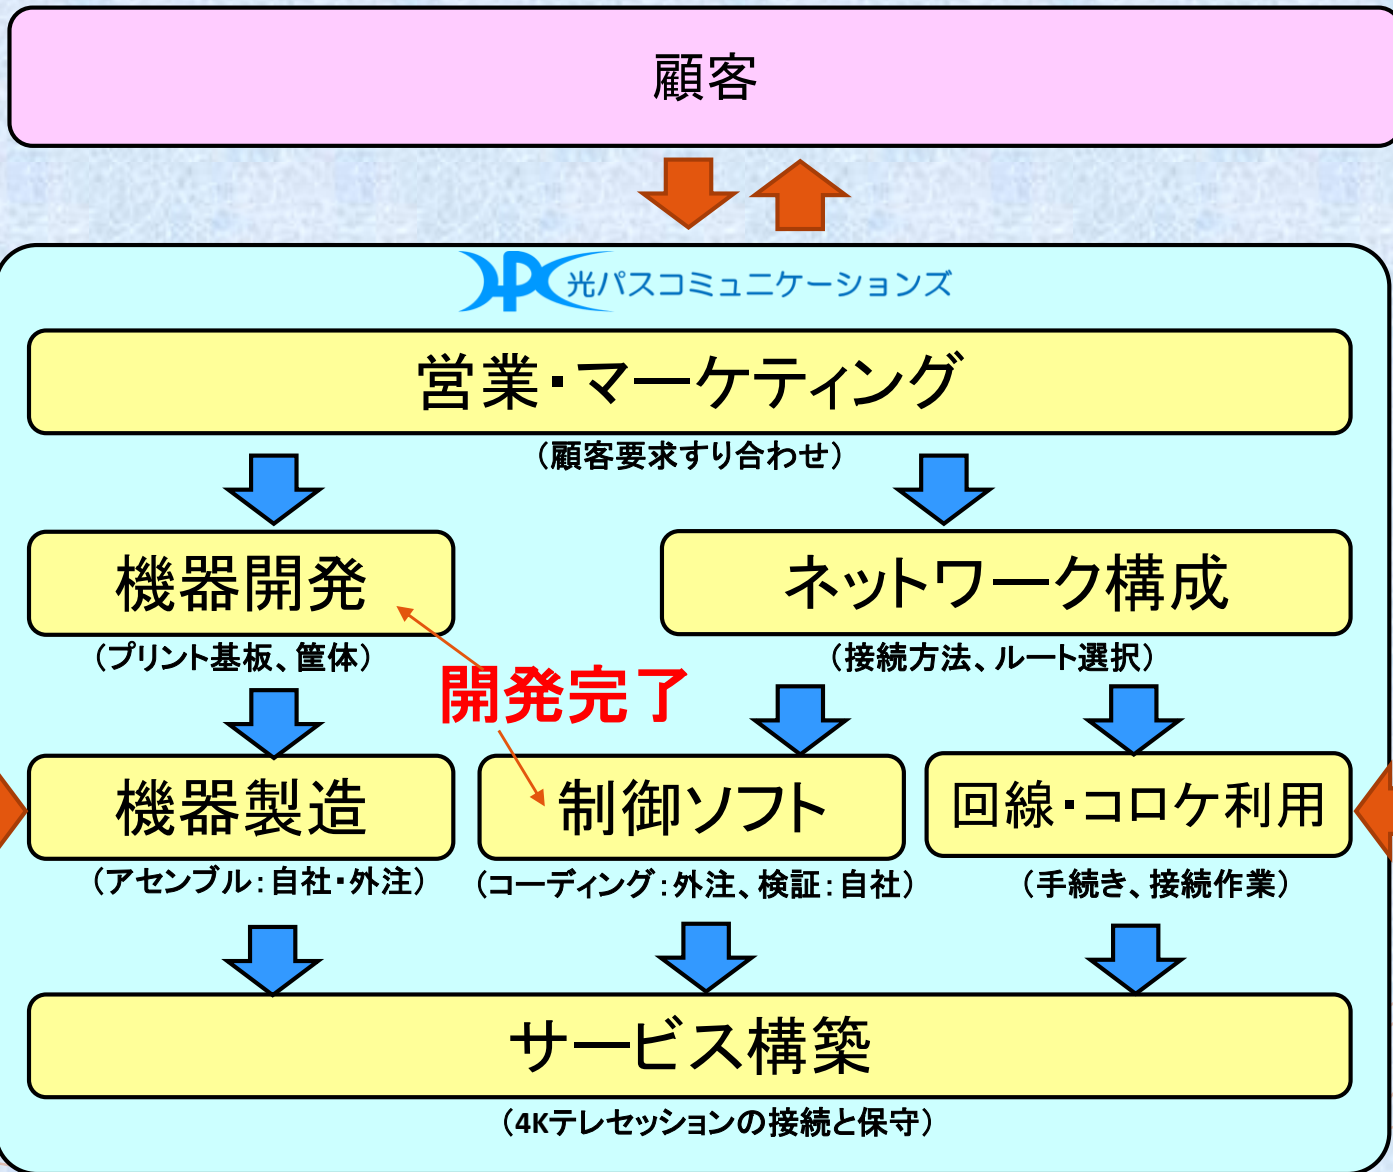 顧客
光パスコミュニケーションズ
営業・マーケティング
（顧客要求すり合わせ）
機器開発
ネットワーク構成
（プリント基板、筐体）
（接続方法、ルート選択）
開発完了
機器製造
制御ソフト
回線・コロケ利用
（アセンブル：自社・外注）
（コーディング：外注、検証：自社）
（手続き、接続作業）
サービス構築
（4Kテレセッションの接続と保守）